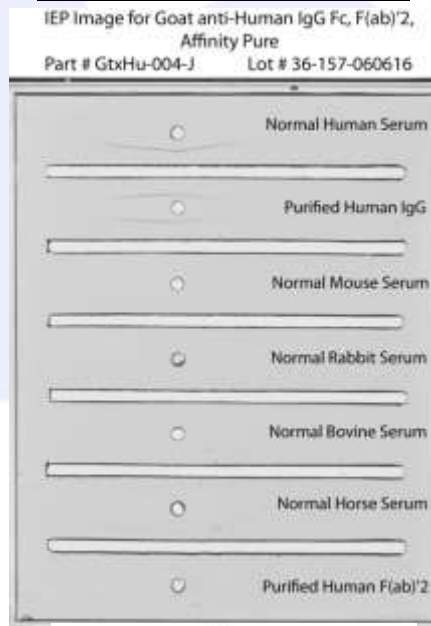 IEP Image for Goat anti-Human IgG Fc, F(ab)'2,
Affinity Pure
Part # GtxHu-004-J Lot # 36-157-060616
Normal Human Serum
Purified Human IgG
Normal Mouse Serum
Normal Rabbit Serum
Normal Bovine Serum
Normal Horse Serum
Purified Human F(ab)'2